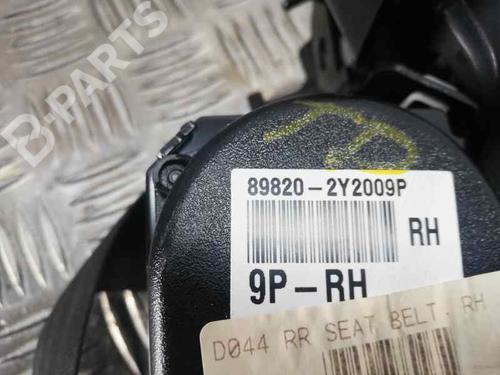 B-PARTS
89820-2Y2009P
RH
9P-RH
D044 RR SEAT BELT, RH